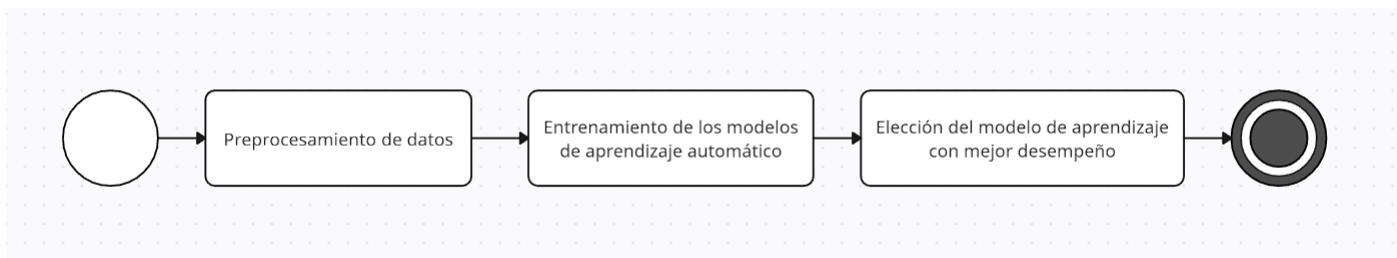 Preprocesamiento de datos
Entrenamiento de los modelos
de aprendizaje automático
Elección del modelo de aprendizaje
con mejor desempeño